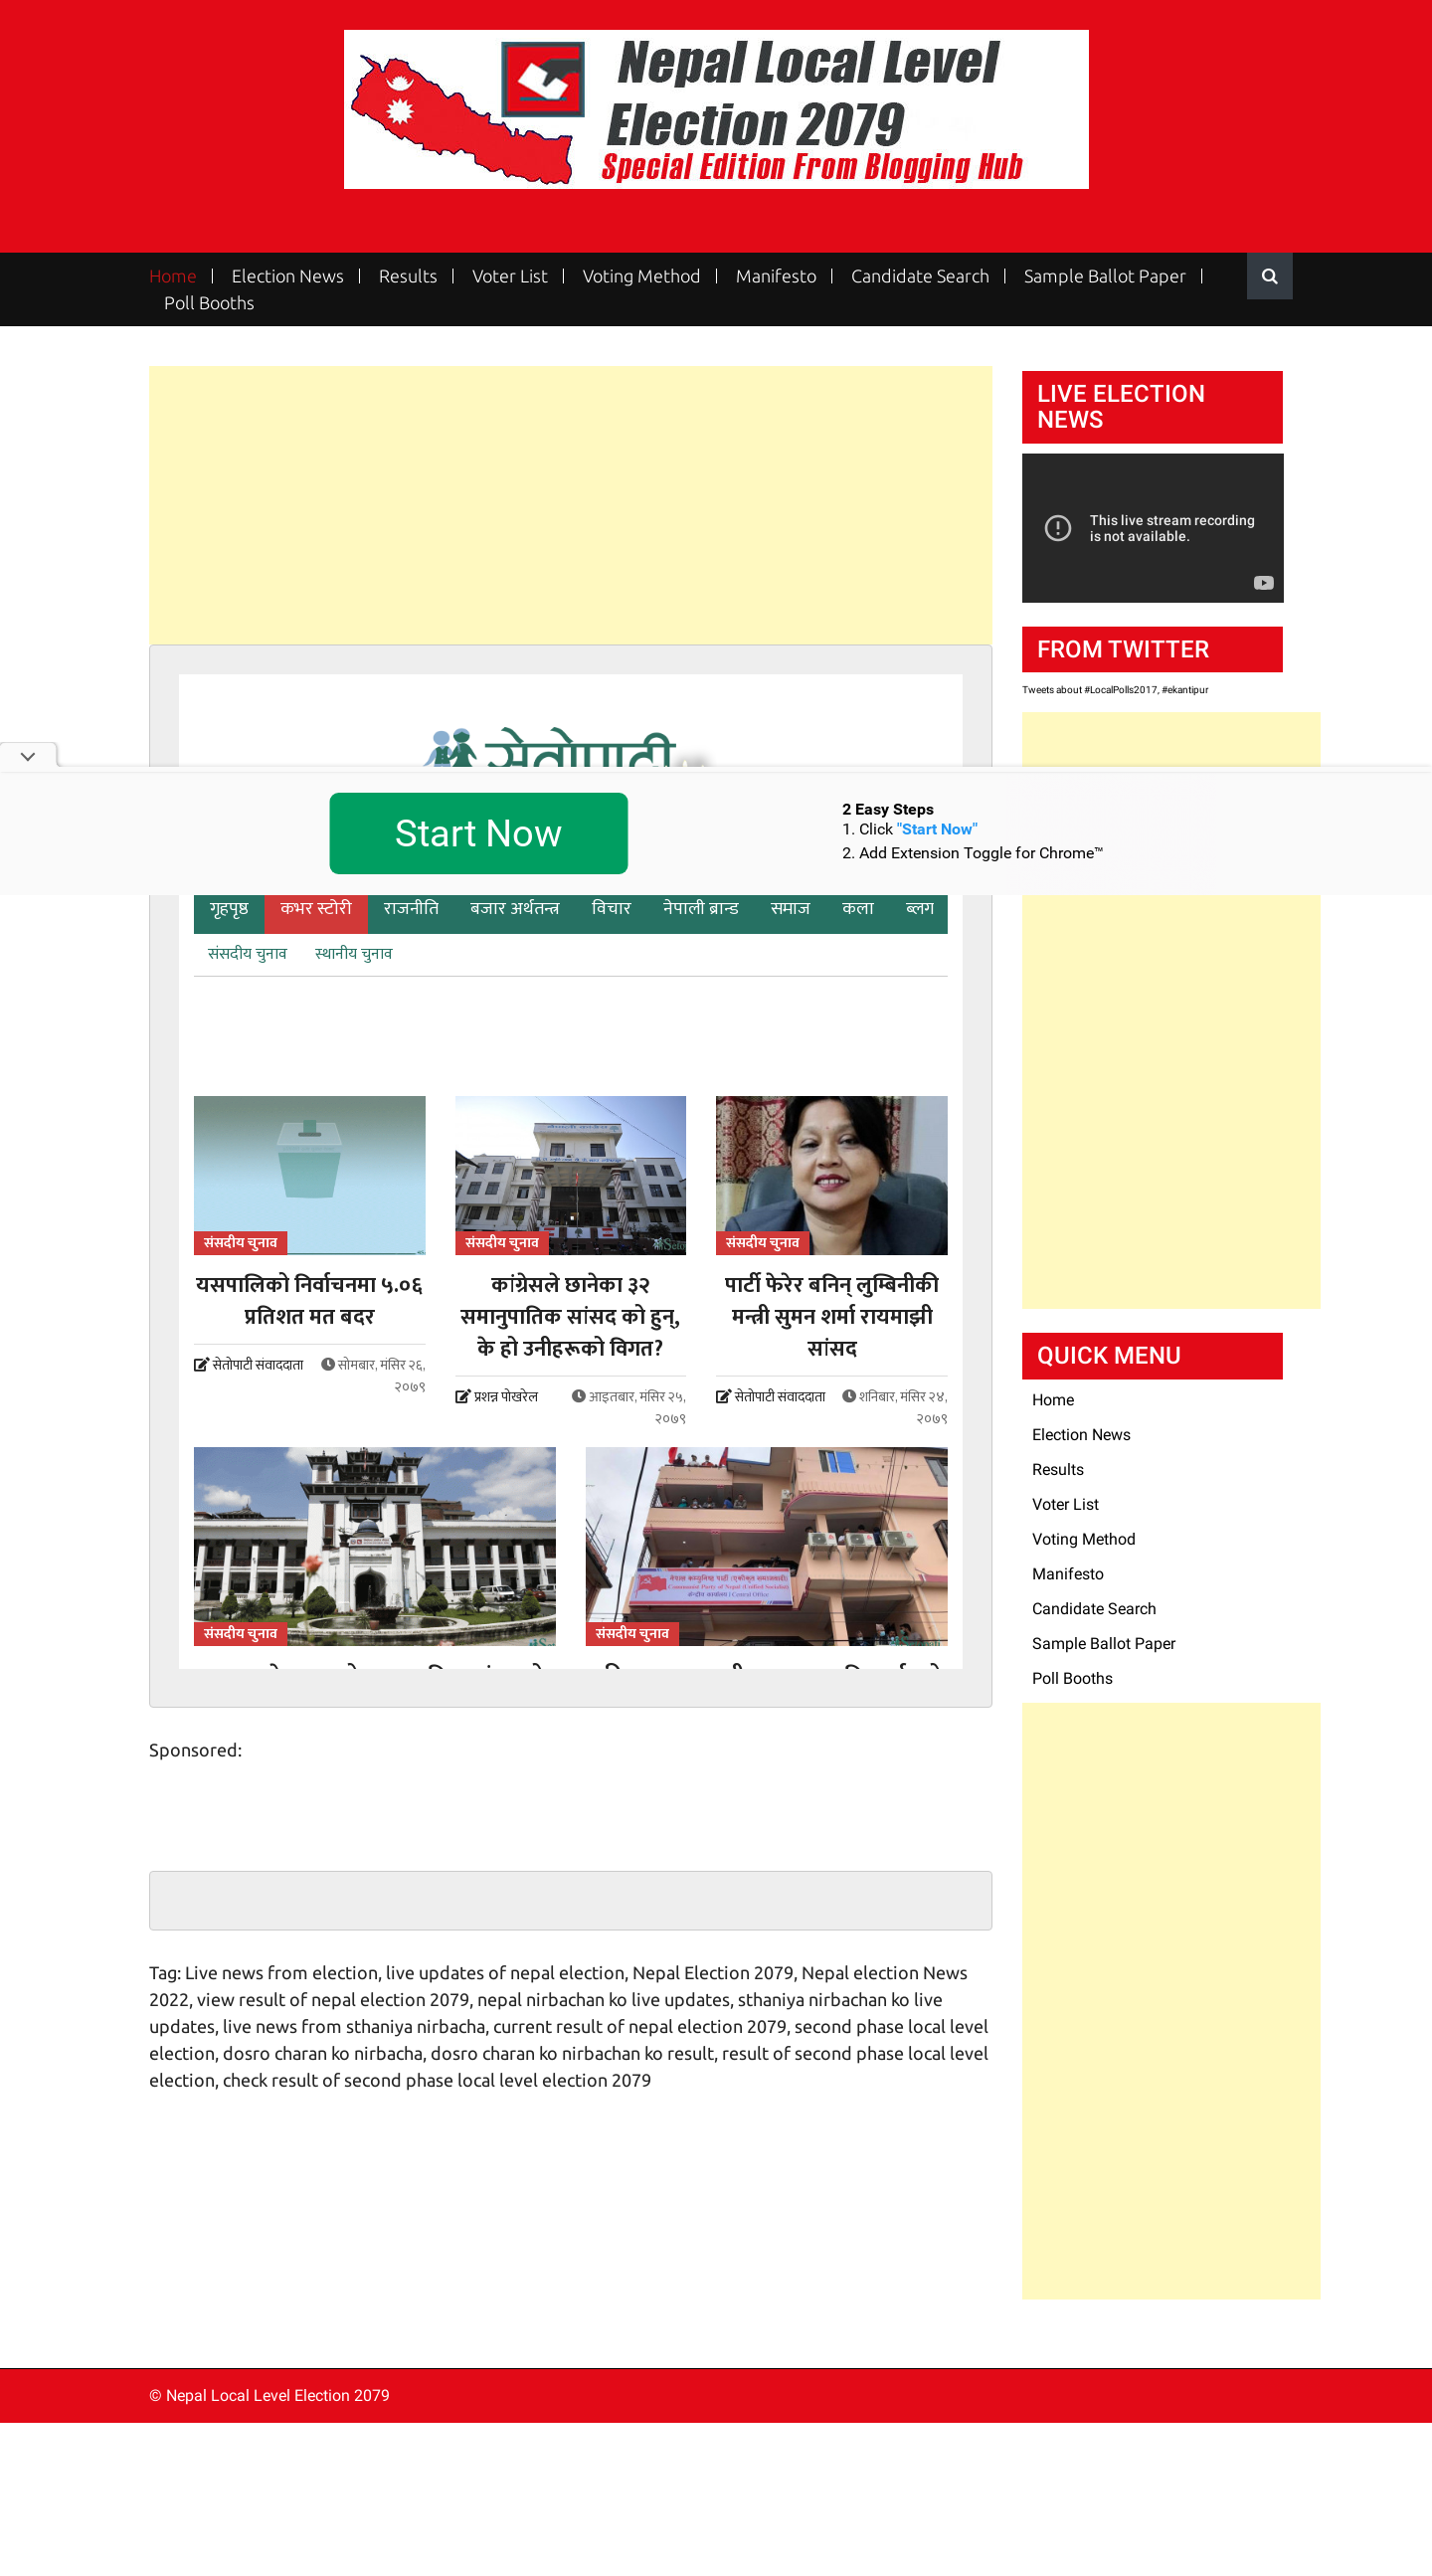 Nepal Local Level
Election 2079
Special Edition From Blogging Hub
Home
Election News
Results
Voter List
Voting Method
Manifesto
Candidate Search
Sample Ballot Paper
Poll Booths
LIVE ELECTION
NEWS
This live stream recording
is not available.
FROM TWITTER
Tweets about #LocalPolls2017, #ekantipur
सेतोपाटी
Start Now
2 Easy Steps
1. Click "Start Now"
2. Add Extension Toggle for Chrome™
गृहपृष्ठ
कभर स्टोरी
राजनीति
बजार अर्थतन्त्र
विचार
नेपाली ब्रान्ड
समाज
कला
ब्लग
संसदीय चुनाव
स्थानीय चुनाव
संसदीय चुनाव
यसपालिको निर्वाचनमा ५.०६
प्रतिशत मत बदर
सेतोपाटी संवाददाता
सोमबार, मंसिर २६,
२०७९
संसदीय चुनाव
कांग्रेसले छानेका ३२
समानुपातिक सांसद को हुन्,
के हो उनीहरूको विगत?
प्रशन्न पोखरेल
आइतबार, मंसिर २५,
२०७९
संसदीय चुनाव
पार्टी फेरेर बनिन् लुम्बिनीकी
मन्त्री सुमन शर्मा रायमाझी
सांसद
सेतोपाटी संवाददाता
शनिबार, मंसिर २४,
२०७९
संसदीय चुनाव
संसदीय चुनाव
QUICK MENU
Home
Election News
Results
Voter List
Voting Method
Manifesto
Candidate Search
Sample Ballot Paper
Poll Booths
Sponsored:
Tag: Live news from election, live updates of nepal election, Nepal Election 2079, Nepal election News
2022, view result of nepal election 2079, nepal nirbachan ko live updates, sthaniya nirbachan ko live
updates, live news from sthaniya nirbacha, current result of nepal election 2079, second phase local level
election, dosro charan ko nirbacha, dosro charan ko nirbachan ko result, result of second phase local level
election, check result of second phase local level election 2079
© Nepal Local Level Election 2079